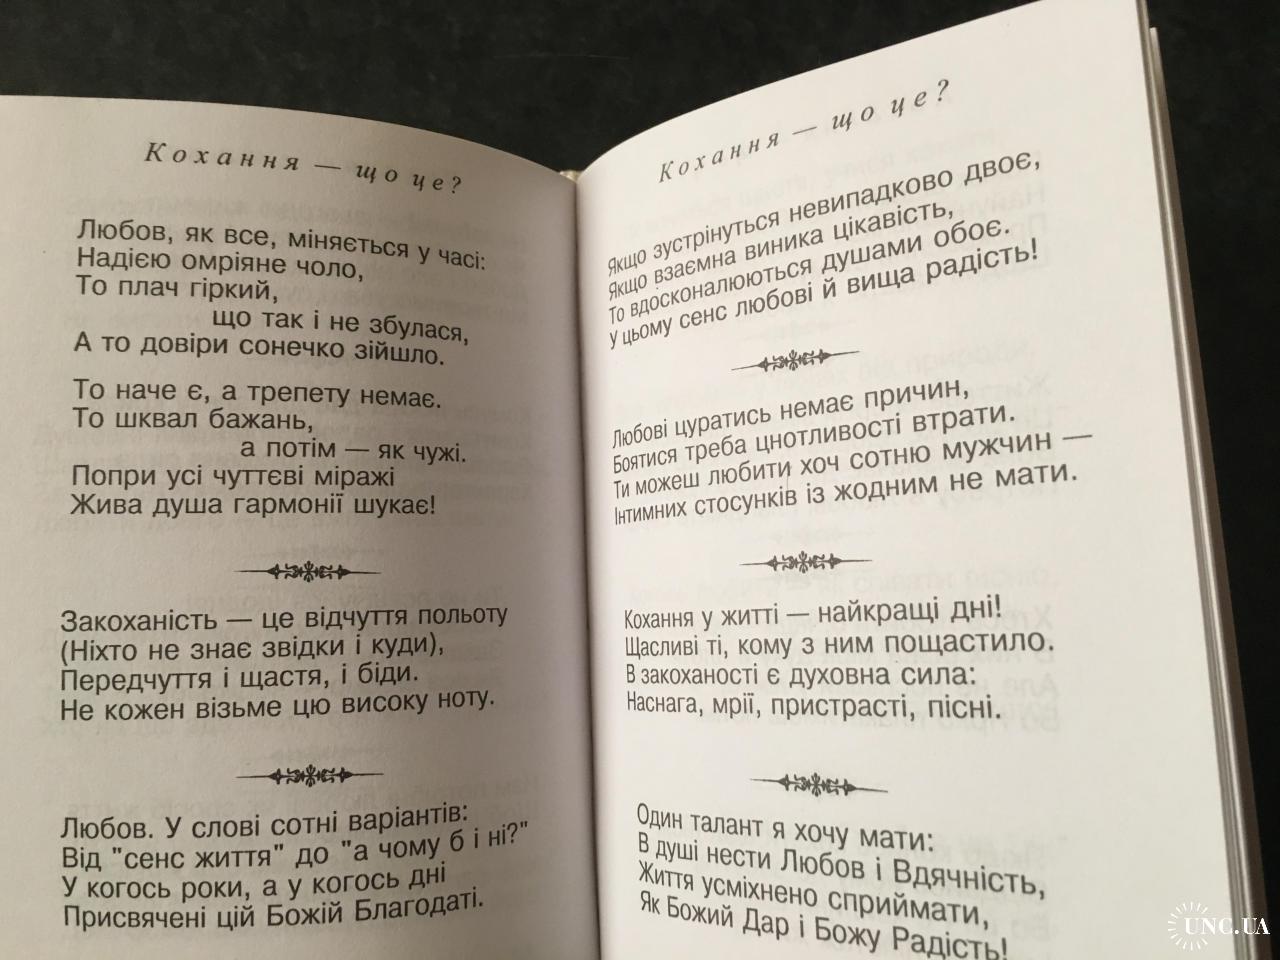 Кохання — що це?
Любов, як все, міняється у часі:
Надією омріяне чоло,
То плач гіркий,
що так і не збулася,
А то довіри сонечко зійшло.
То наче є, а трепету немає.
То шквал бажань,
а потім — як чужі.
Попри усі чуттєві міражі
Жива душа гармонії шукає!
Закоханість — це відчуття польоту
(Ніхто не знає звідки і куди),
Передчуття і щастя, і біди.
Не кожен візьме цю високу ноту.
Любов. У слові сотні варіантів:
Від "сенс життя" до "а чому б і ні?"
У когось роки, а у когось дні
Присвячені цій Божій Благодаті.
Кохання — що це?
Якщо зустрінуться невипадково двоє,
Якщо взаємна виника цікавість,
То вдосконалюються душами обоє.
У цьому сенс любові й вища радість!
Любові цуратись немає причин,
Боятися треба цнотливості втрати.
Ти можеш любити хоч сотню мужчин —
Інтимних стосунків із жодним не мати.
Кохання у житті — найкращі дні!
Щасливі ті, кому з ним пощастило.
В закоханості є духовна сила:
Наснага, мрії, пристрасті, пісні.
Один талант я хочу мати:
В душі нести Любов і Вдячність,
Життя усміхнено сприймати,
Як Божий Дар і Божу Радість!
UNC.UA